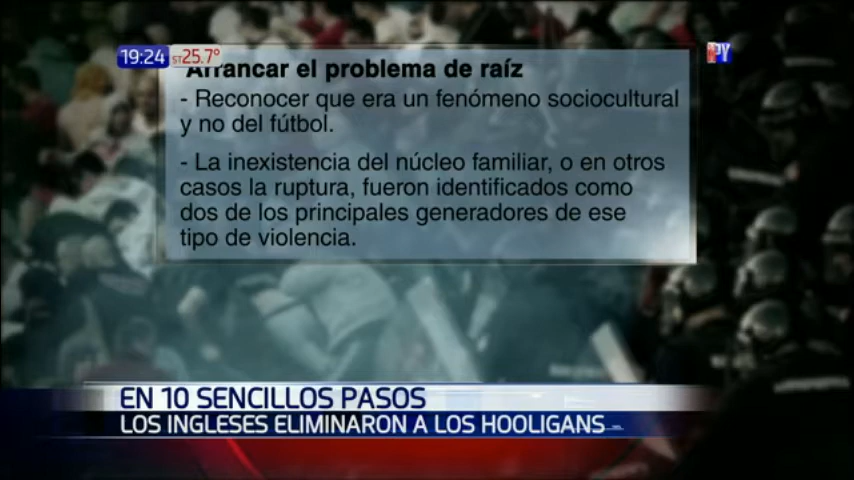 19:24 ST 25.7°
PY
Arrancar el problema de raíz
- Reconocer que era un fenómeno sociocultural
y no del fútbol.
- La inexistencia del núcleo familiar, o en otros
casos la ruptura, fueron identificados como
dos de los principales generadores de ese
tipo de violencia.
EN 10 SENCILLOS PASOS
LOS INGLESES ELIMINARON A LOS HOOLIGANS